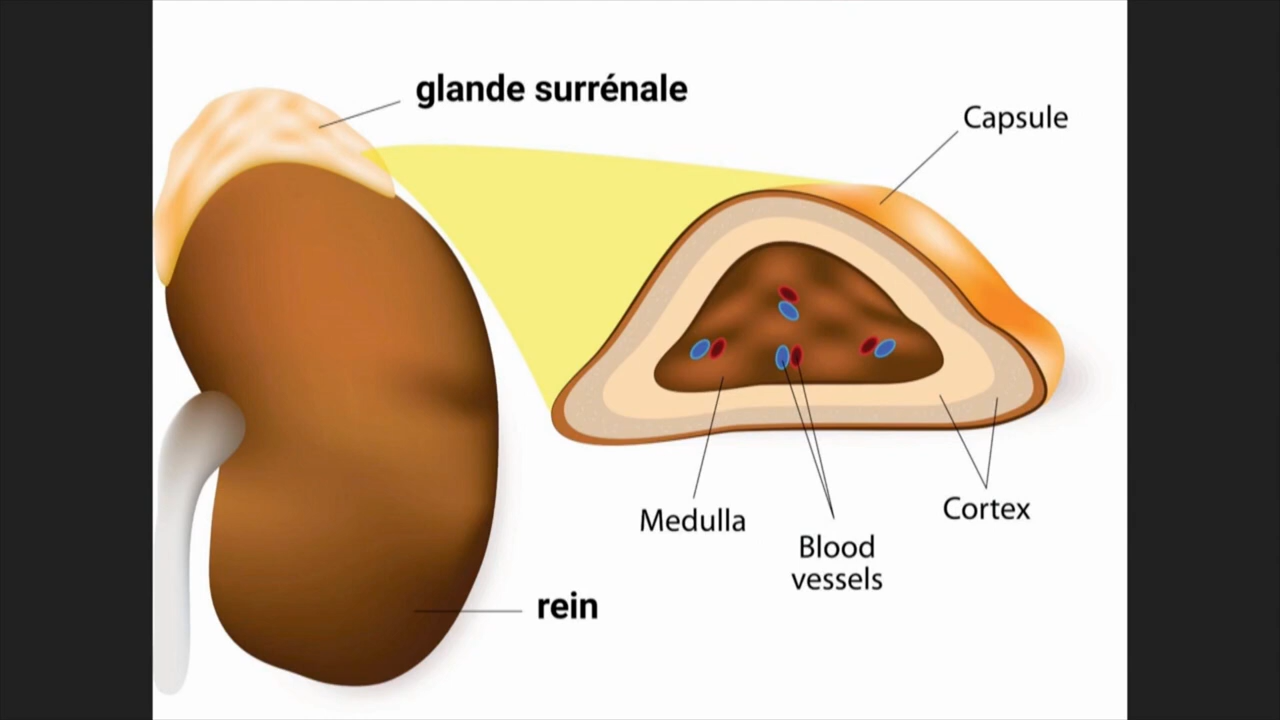 glande surrénale
Capsule
Medulla
Blood
vessels
Cortex
rein